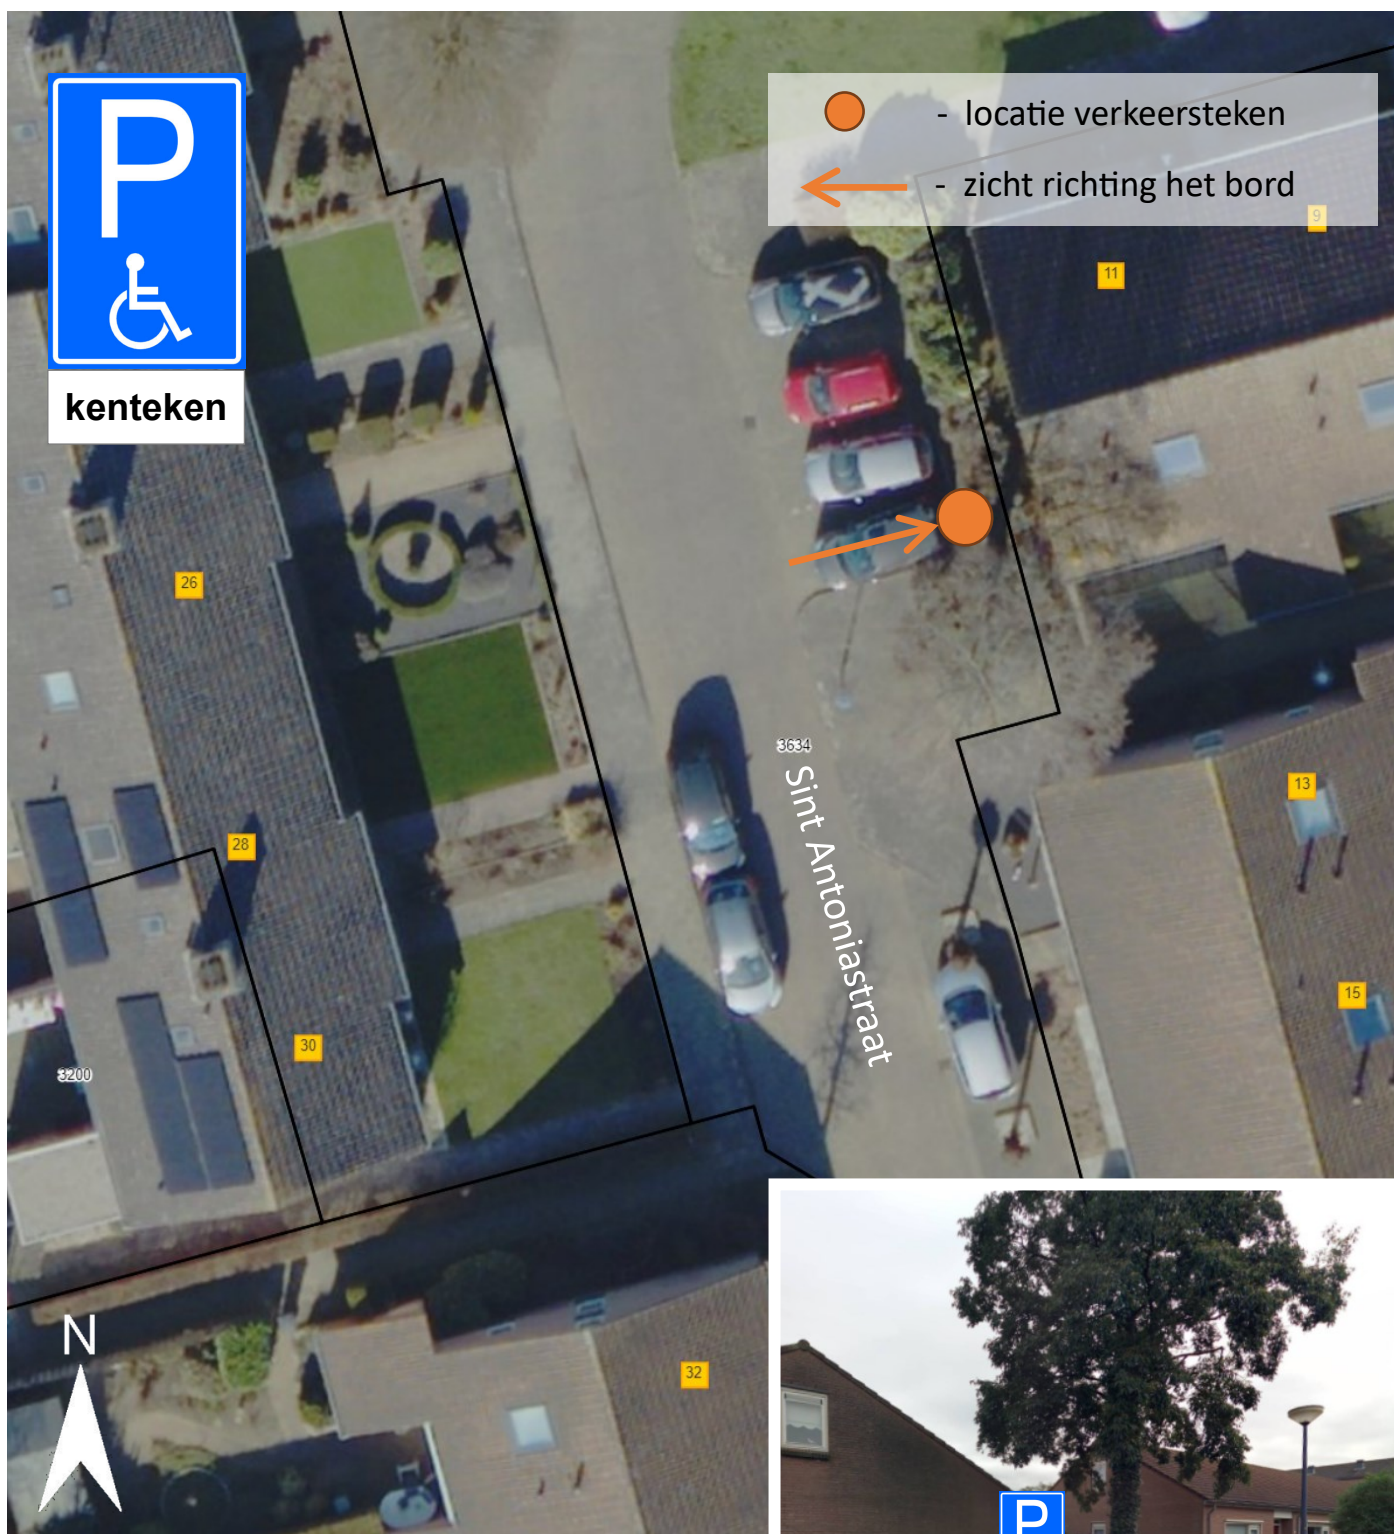 P
kenteken
- locatie verkeersteken
- zicht richting het bord
9
11
26
3634
Sint Antoniastraat
13
28
15
30
3200
N
32
P